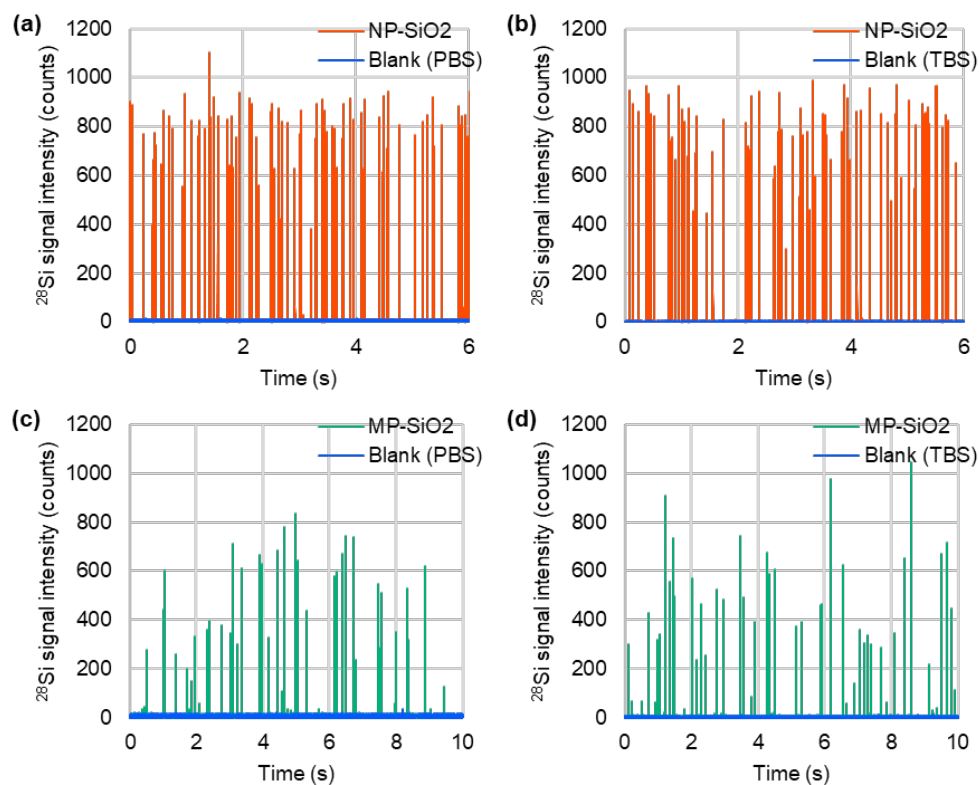 (a)
NP-SiO2
Blank (PBS)
²⁸Si signal intensity (counts)
1200
1000
800
600
400
200
0
0 2 4 6
Time (s)
(b)
NP-SiO2
Blank (TBS)
²⁸Si signal intensity (counts)
1200
1000
800
600
400
200
0
0 2 4 6
Time (s)
(c)
MP-SiO2
Blank (PBS)
²⁸Si signal intensity (counts)
1200
1000
800
600
400
200
0
0 2 4 6 8 10
Time (s)
(d)
MP-SiO2
Blank (TBS)
²⁸Si signal intensity (counts)
1200
1000
800
600
400
200
0
0 2 4 6 8 10
Time (s)